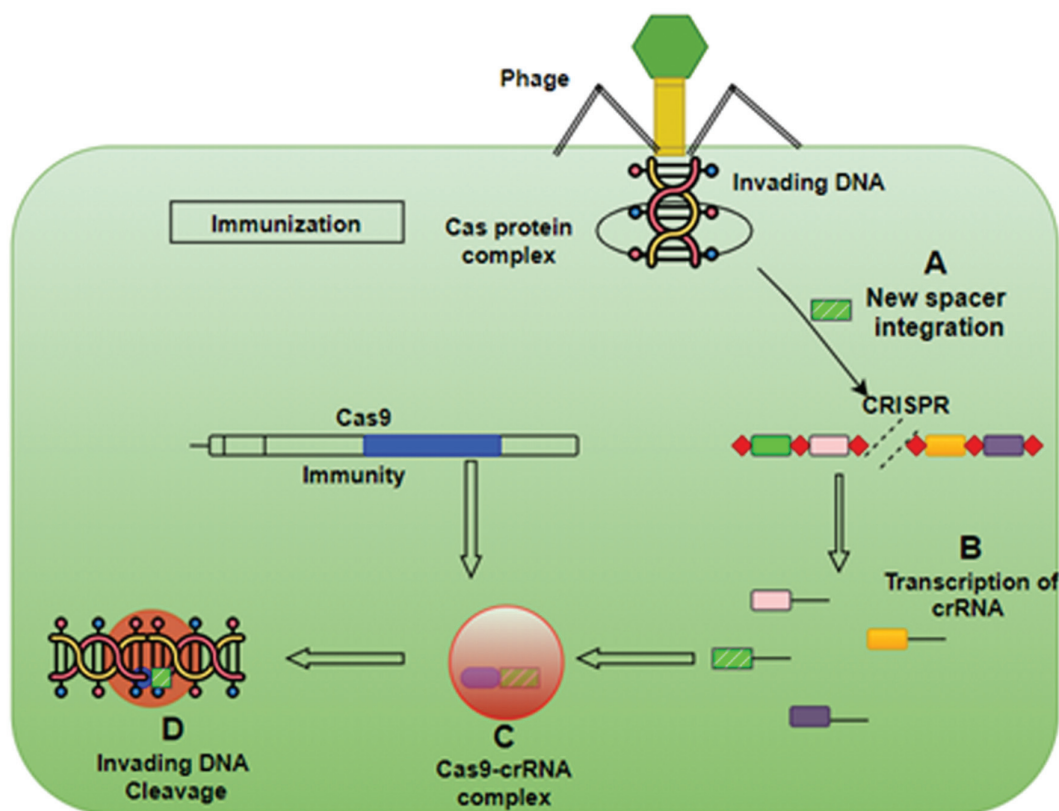 Phage
Invading DNA
Immunization
Cas protein
complex
A
New spacer
integration
CRISPR
Cas9
Immunity
B
Transcription of
crRNA
D
Invading DNA
Cleavage
C
Cas9-crRNA
complex